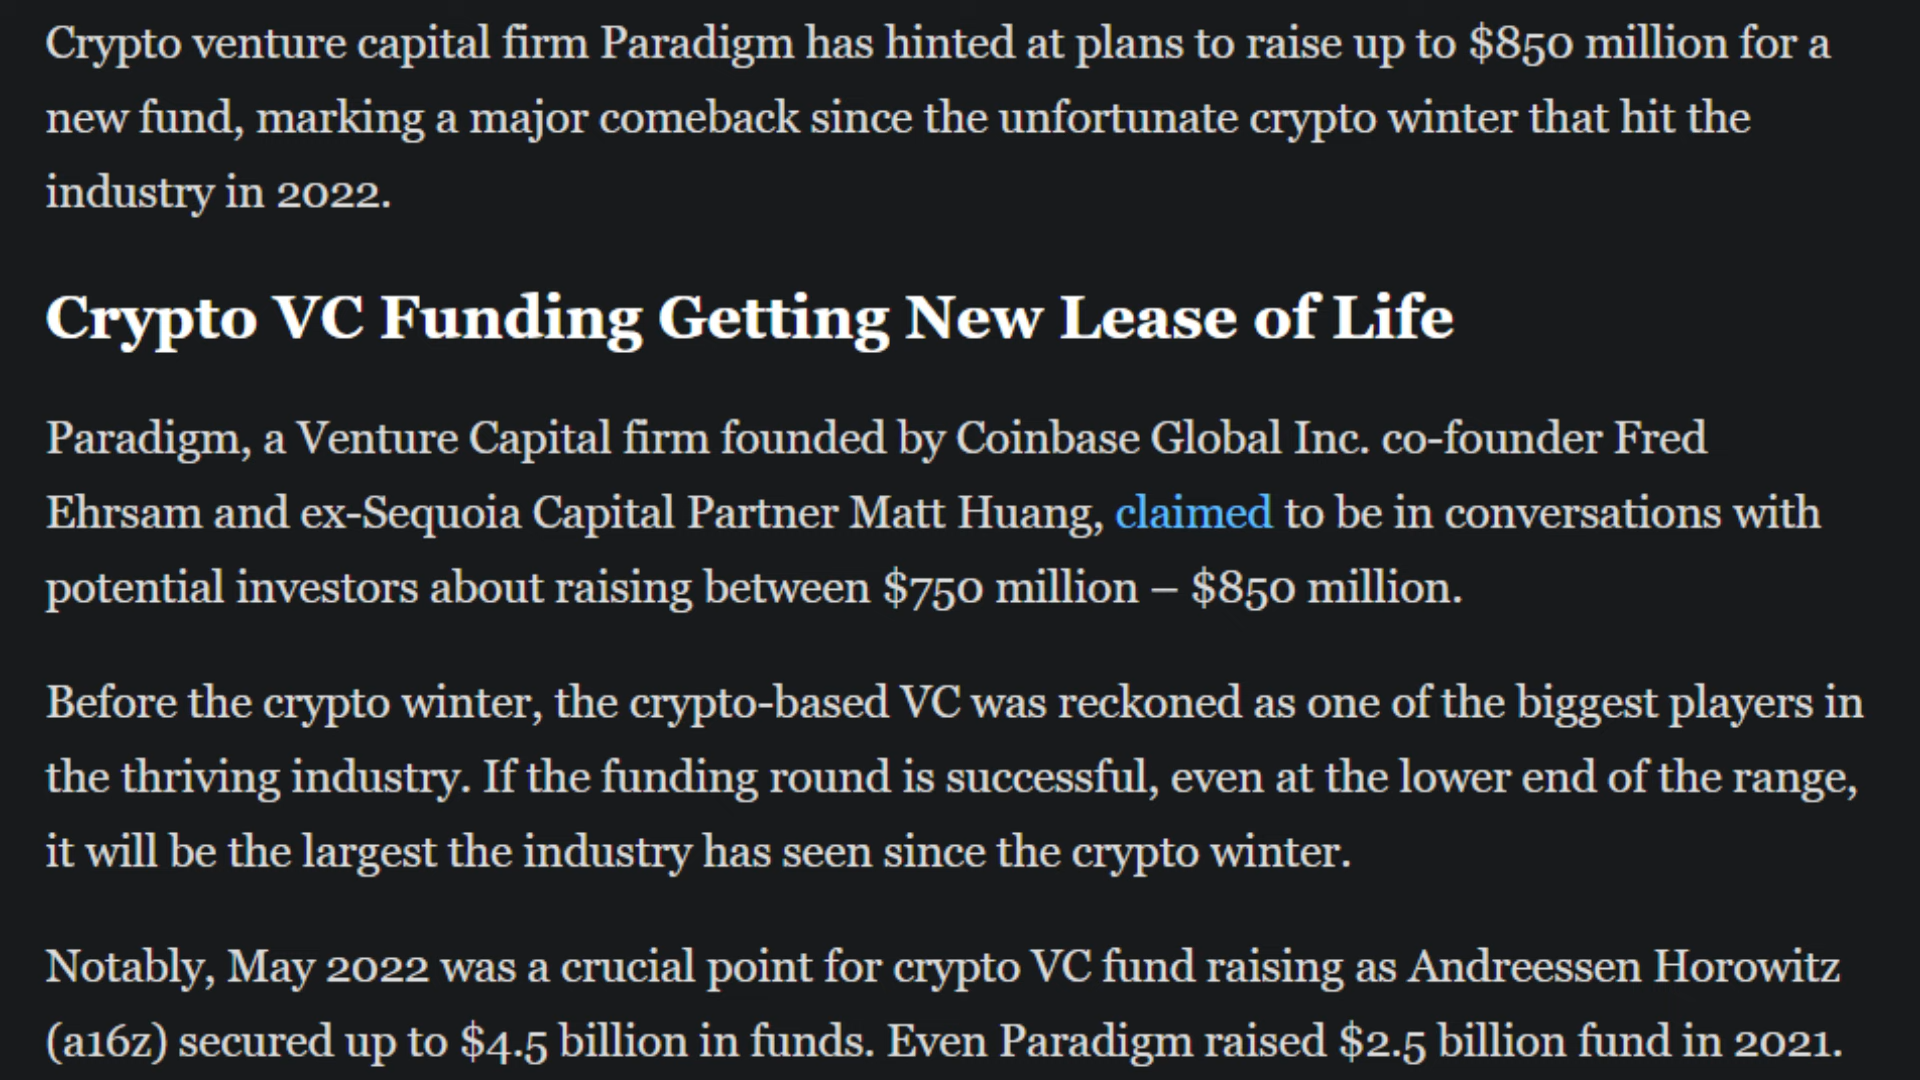 Crypto venture capital firm Paradigm has hinted at plans to raise up to $850 million for a
new fund, marking a major comeback since the unfortunate crypto winter that hit the
industry in 2022.
Crypto VC Funding Getting New Lease of Life
Paradigm, a Venture Capital firm founded by Coinbase Global Inc. co-founder Fred
Ehrsam and ex-Sequoia Capital Partner Matt Huang, claimed to be in conversations with
potential investors about raising between $750 million – $850 million.
Before the crypto winter, the crypto-based VC was reckoned as one of the biggest players in
the thriving industry. If the funding round is successful, even at the lower end of the range,
it will be the largest the industry has seen since the crypto winter.
Notably, May 2022 was a crucial point for crypto VC fund raising as Andreessen Horowitz
(a16z) secured up to $4.5 billion in funds. Even Paradigm raised $2.5 billion fund in 2021.